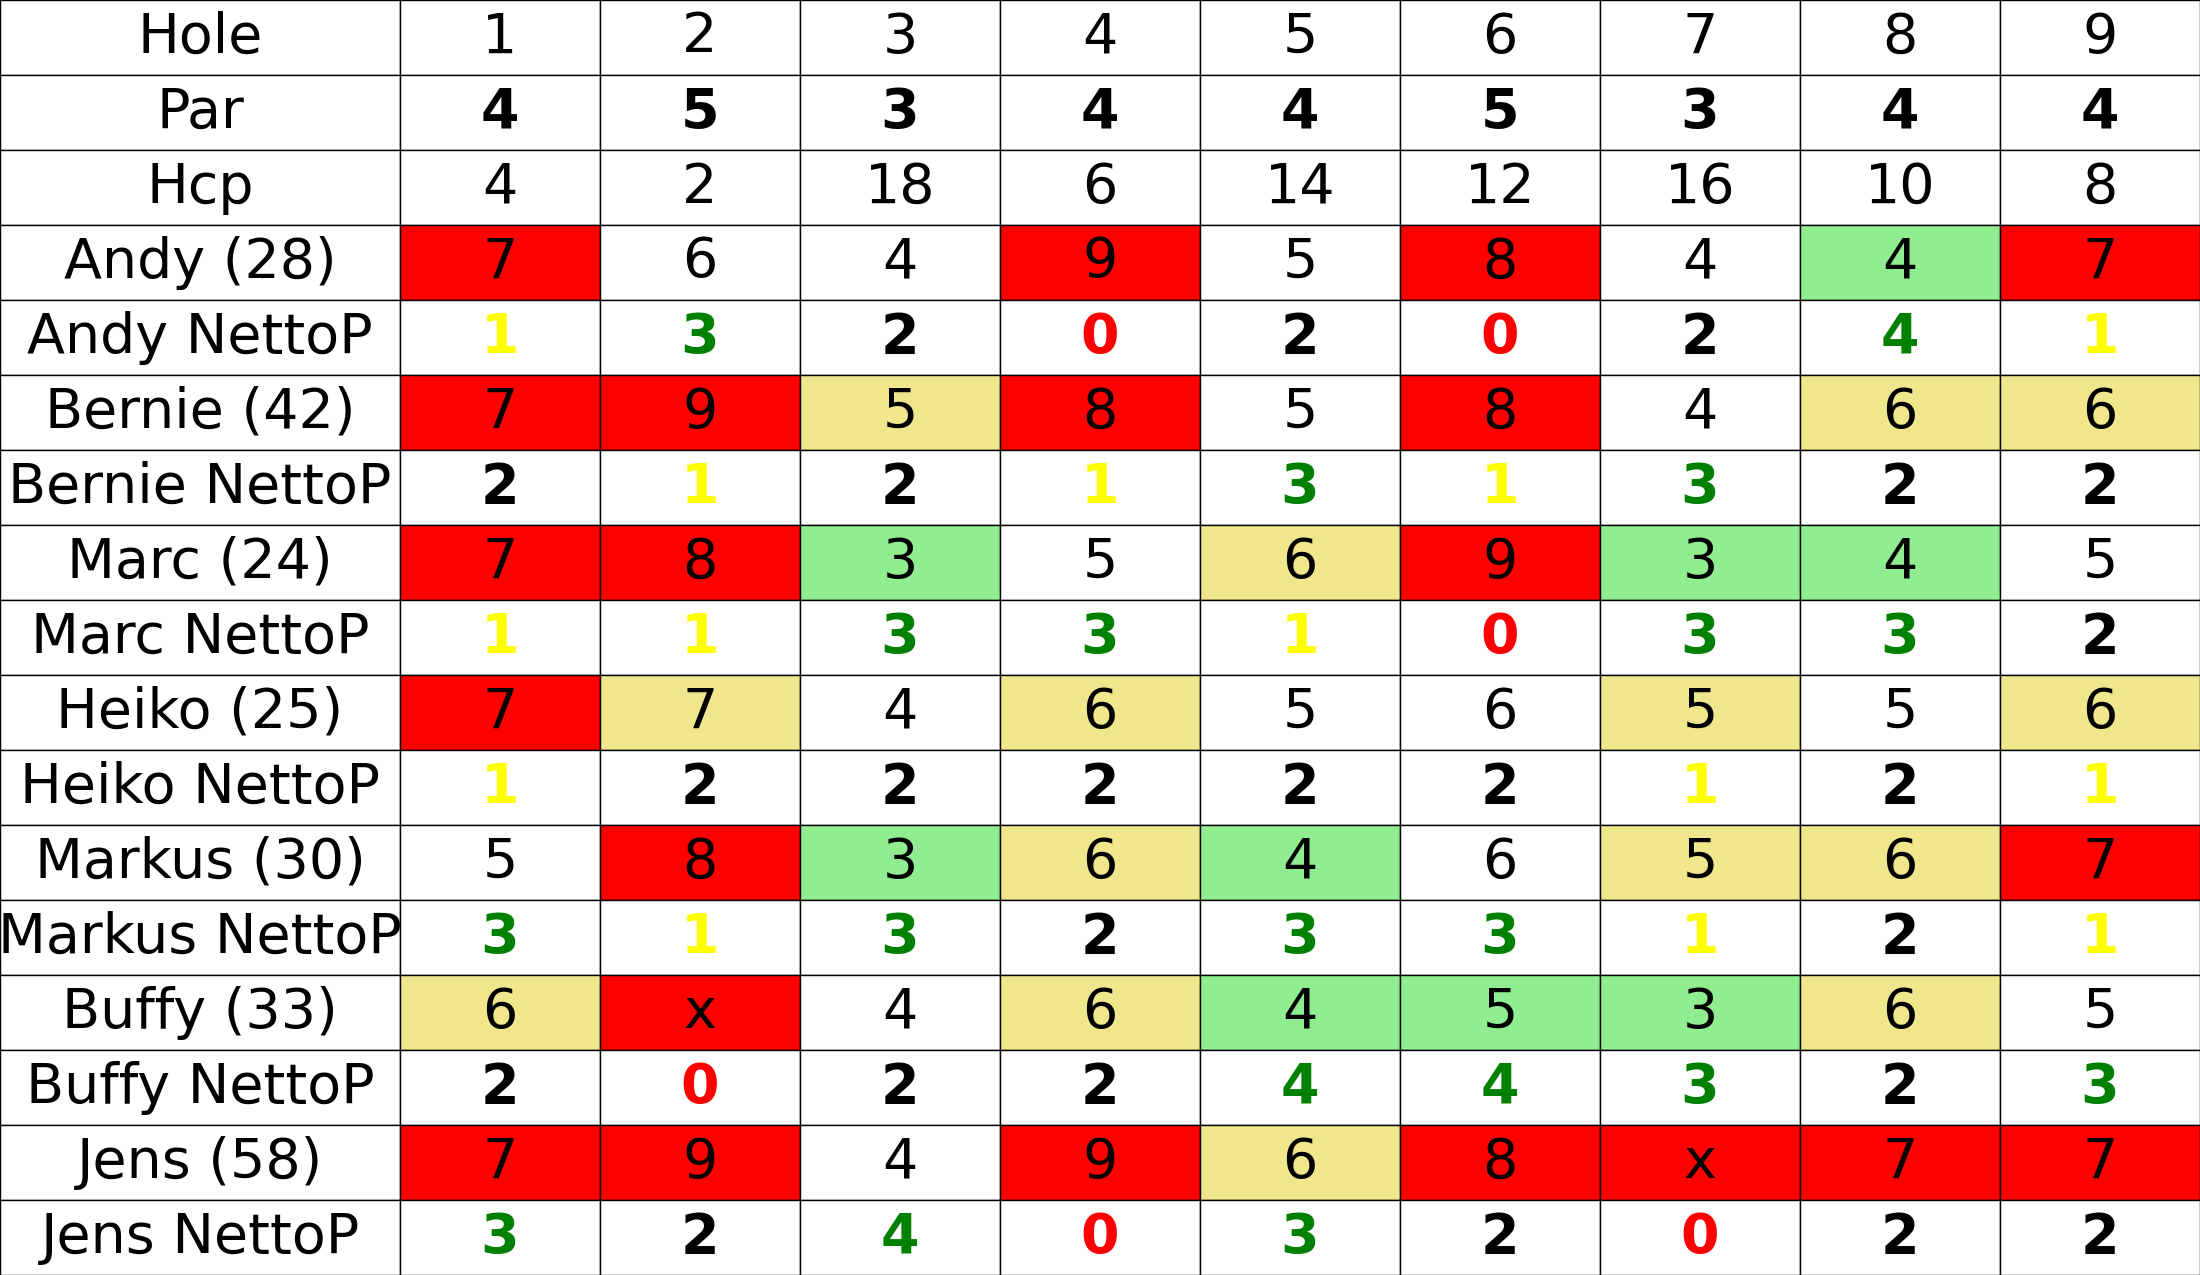 Hole 1 2 3 4 5 6 7 8 9
Par 4 5 3 4 4 5 3 4 4
Hcp 4 2 18 6 14 12 16 10 8
Andy (28) 7 6 4 9 5 8 4 4 7
Andy NettoP 1 3 2 0 2 0 2 4 1
Bernie (42) 7 9 5 8 5 8 4 6 6
Bernie NettoP 2 1 2 1 3 1 3 2 2
Marc (24) 7 8 3 5 6 9 3 4 5
Marc NettoP 1 1 3 3 1 0 3 3 2
Heiko (25) 7 7 4 6 5 6 5 5 6
Heiko NettoP 1 2 2 2 2 2 1 2 1
Markus (30) 5 8 3 6 4 6 5 6 7
Markus NettoP 3 1 3 2 3 3 1 2 1
Buffy (33) 6 x 4 6 4 5 3 6 5
Buffy NettoP 2 0 2 2 4 4 3 2 3
Jens (58) 7 9 4 9 6 8 x 7 7
Jens NettoP 3 2 4 0 3 2 0 2 2